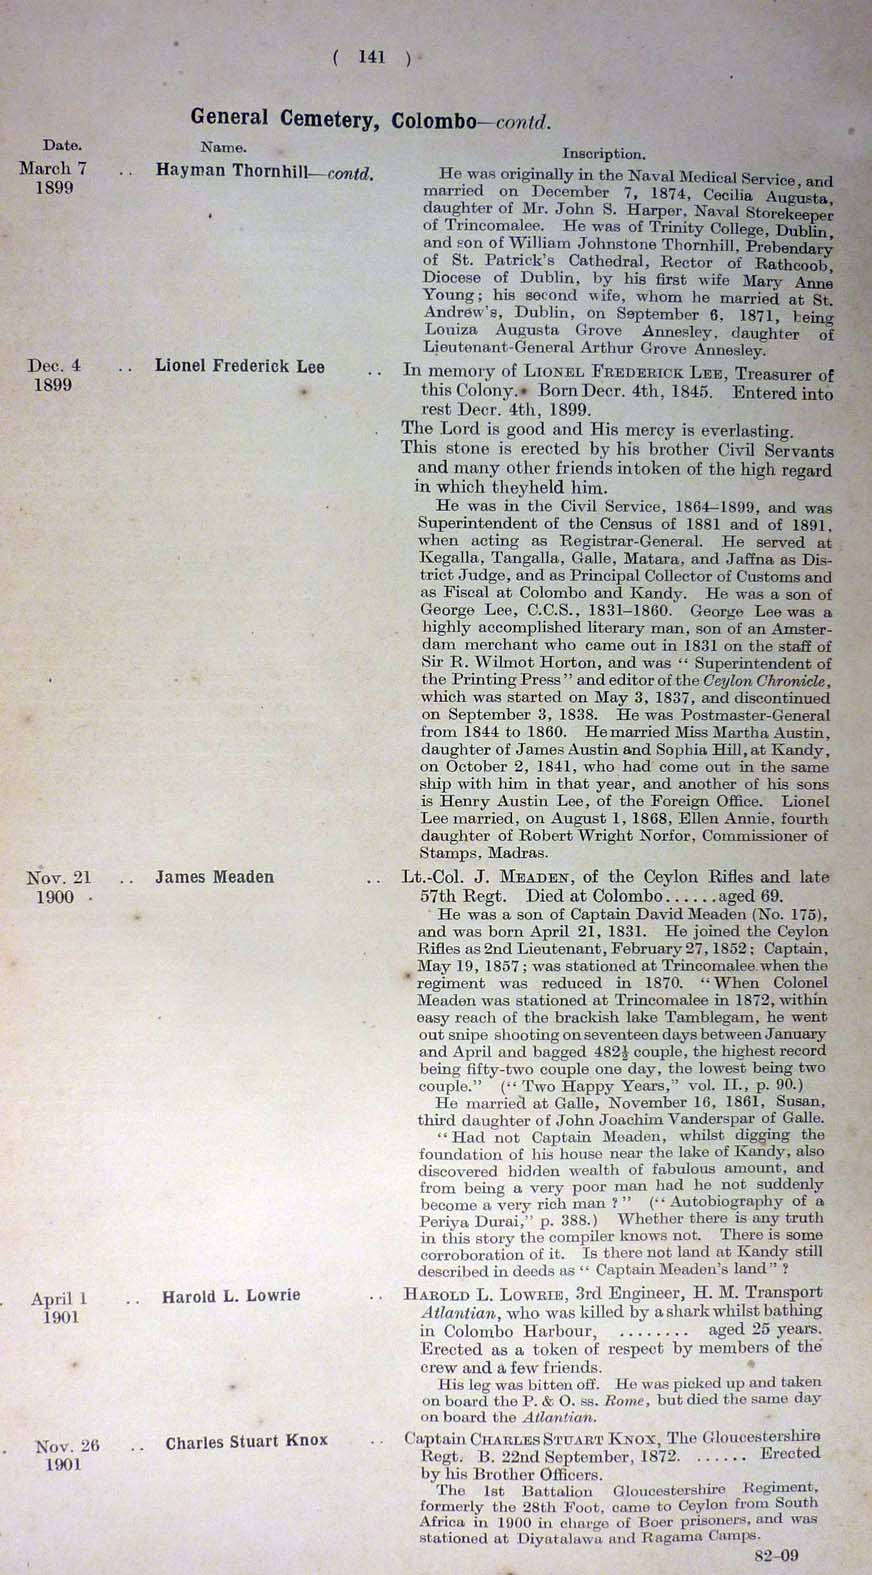 ( 141 )
General Cemetery, Colombo—contd.
Date. Name. Inscription.
March 7 .. Hayman Thornhill—contd. He was originally in the Naval Medical Service, and
1899 married on December 7, 1874, Cecilia Augusta,
daughter of Mr. John S. Harper, Naval Storekeeper
of Trincomalee. He was of Trinity College, Dublin,
and son of William Johnstone Thornhill, Prebendary
of St. Patrick's Cathedral, Rector of Rathcoob,
Diocese of Dublin, by his first wife Mary Anne
Young; his second wife, whom he married at St.
Andrew's, Dublin, on September 6, 1871, being
Louiza Augusta Grove Annesley, daughter of
Lieutenant-General Arthur Grove Annesley.
Dec. 4 .. Lionel Frederick Lee .. In memory of LIONEL FREDERICK LEE, Treasurer of
1899 this Colony. Born Decr. 4th, 1845. Entered into
rest Decr. 4th, 1899.
The Lord is good and His mercy is everlasting.
This stone is erected by his brother Civil Servants
and many other friends intoken of the high regard
in which theyheld him.
He was in the Civil Service, 1864–1899, and was
Superintendent of the Census of 1881 and of 1891,
when acting as Registrar-General. He served at
Kegalla, Tangalla, Galle, Matara, and Jaffna as Dis-
trict Judge, and as Principal Collector of Customs and
as Fiscal at Colombo and Kandy. He was a son of
George Lee, C.C.S., 1831–1860. George Lee was a
highly accomplished literary man, son of an Amster-
dam merchant who came out in 1831 on the staff of
Sir R. Wilmot Horton, and was “ Superintendent of
the Printing Press” and editor of the Ceylon Chronicle,
which was started on May 3, 1837, and discontinued
on September 3, 1838. He was Postmaster-General
from 1844 to 1860. He married Miss Martha Austin,
daughter of James Austin and Sophia Hill, at Kandy,
on October 2, 1841, who had come out in the same
ship with him in that year, and another of his sons
is Henry Austin Lee, of the Foreign Office. Lionel
Lee married, on August 1, 1868, Ellen Annie, fourth
daughter of Robert Wright Norfor, Commissioner of
Stamps, Madras.
Nov. 21 .. James Meaden .. Lt.-Col. J. MEADEN, of the Ceylon Rifles and late
1900 57th Regt. Died at Colombo......aged 69.
He was a son of Captain David Meaden (No. 175),
and was born April 21, 1831. He joined the Ceylon
Rifles as 2nd Lieutenant, February 27, 1852; Captain,
May 19, 1857; was stationed at Trincomalee when the
regiment was reduced in 1870. “When Colonel
Meaden was stationed at Trincomalee in 1872, within
easy reach of the brackish lake Tamblegam, he went
out snipe shooting on seventeen days between January
and April and bagged 482½ couple, the highest record
being fifty-two couple one day, the lowest being two
couple.” (“ Two Happy Years,” vol. II., p. 90.)
He married at Galle, November 16, 1861, Susan,
third daughter of John Joachim Vanderspar of Galle.
“ Had not Captain Meaden, whilst digging the
foundation of his house near the lake of Kandy, also
discovered hidden wealth of fabulous amount, and
from being a very poor man had he not suddenly
become a very rich man ? ” (“ Autobiography of a
Periya Durai,” p. 388.) Whether there is any truth
in this story the compiler knows not. There is some
corroboration of it. Is there not land at Kandy still
described in deeds as “ Captain Meaden's land” ?
April 1 .. Harold L. Lowrie .. HAROLD L. LOWRIE, 3rd Engineer, H. M. Transport
1901 Atlantian, who was killed by a shark whilst bathing
in Colombo Harbour, ........ aged 25 years.
Erected as a token of respect by members of the
crew and a few friends.
His leg was bitten off. He was picked up and taken
on board the P. & O. ss. Rome, but died the same day
on board the Atlantian.
Nov. 26 .. Charles Stuart Knox .. Captain CHARLES STUART KNOX, The Gloucestershire
1901 Regt. B. 22nd September, 1872. ...... Erected
by his Brother Officers.
The 1st Battalion Gloucestershire Regiment,
formerly the 28th Foot, came to Ceylon from South
Africa in 1900 in charge of Boer prisoners, and was
stationed at Diyatalawa and Ragama Camps.
82–09